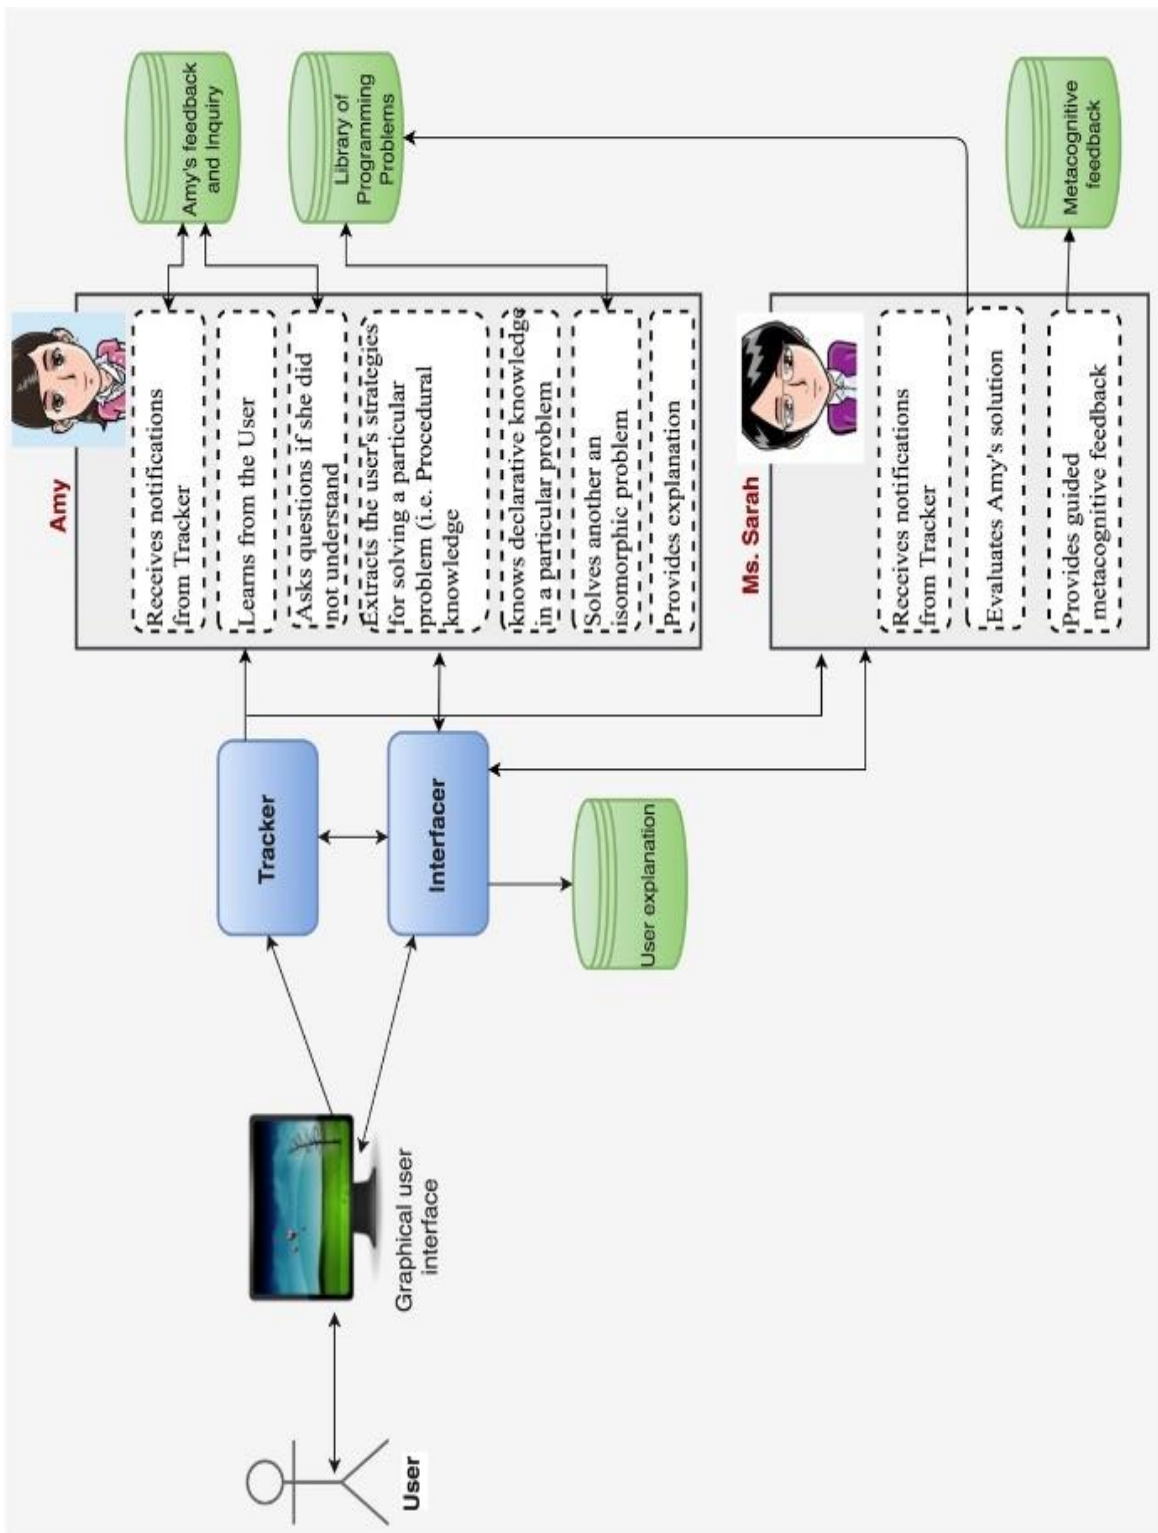 User
Graphical user
interface
Tracker
Interfacer
User explanation
Amy
Receives notifications
from Tracker
Learns from the User
Asks questions if she did
not understand
Extracts the user's strategies
for solving a particular
problem (i.e. Procedural
knowledge
knows declarative knowledge
in a particular problem
Solves another an
isomorphic problem
Provides explanation
Amy's feedback
and Inquiry
Library of
Programming
Problems
Ms. Sarah
Receives notifications
from Tracker
Evaluates Amy's solution
Provides guided
metacognitive feedback
Metacognitive
feedback